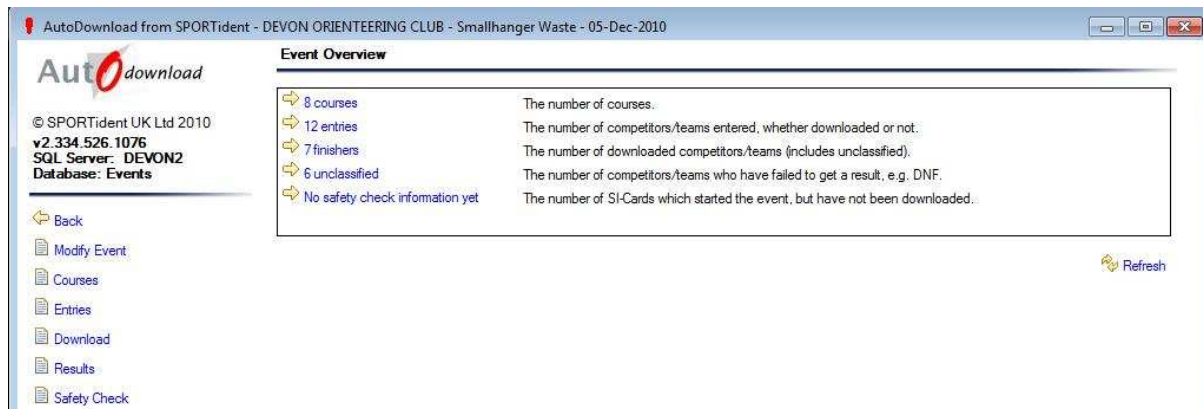 AutoDownload from SPORTident - DEVON ORIENTEERING CLUB - Smallhanger Waste - 05-Dec-2010
AutOdownload
© SPORTident UK Ltd 2010
v2.334.526.1076
SQL Server: DEVON2
Database: Events
Back
Modify Event
Courses
Entries
Download
Results
Safety Check
Event Overview
8 courses The number of courses.
12 entries The number of competitors/teams entered, whether downloaded or not.
7 finishers The number of downloaded competitors/teams (includes unclassified).
6 unclassified The number of competitors/teams who have failed to get a result, e.g. DNF.
No safety check information yet The number of SI-Cards which started the event, but have not been downloaded.
Refresh